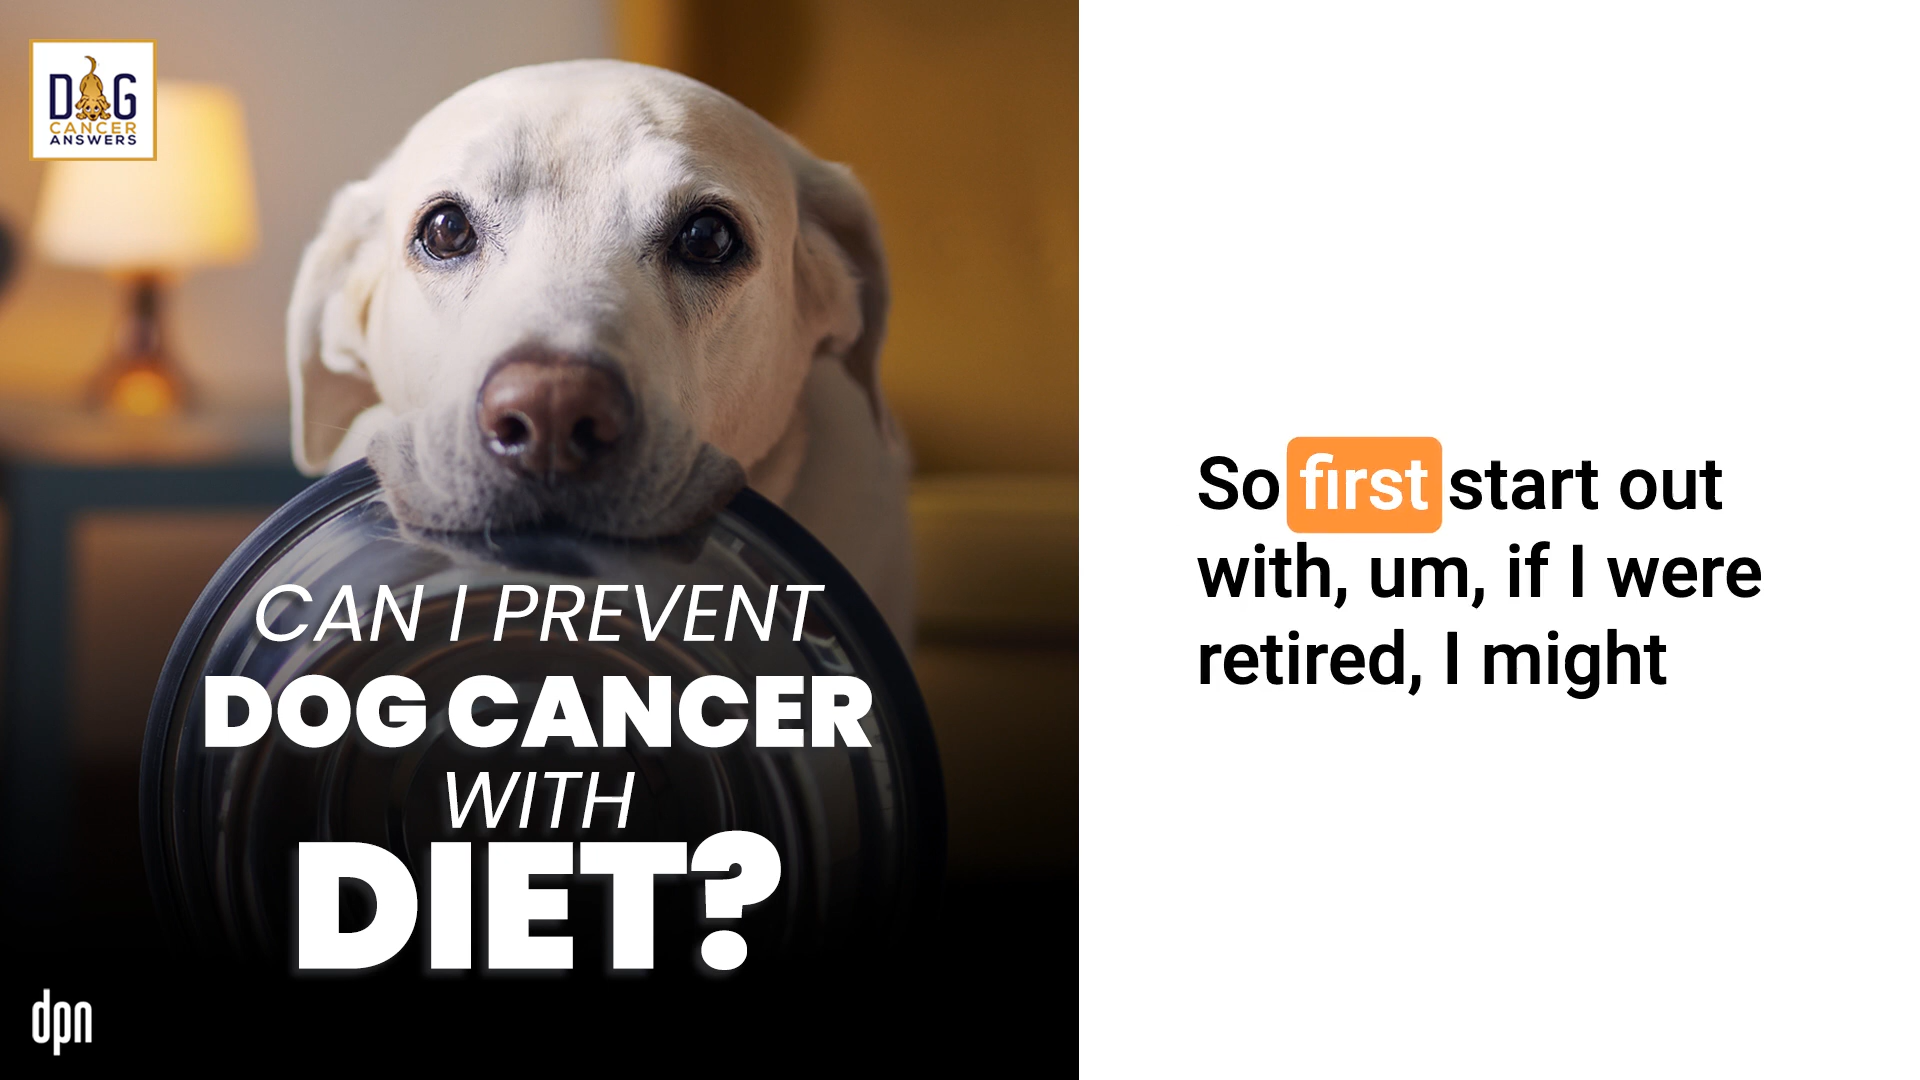 DOG
CANCER
ANSWERS
CAN I PREVENT
DOG CANCER
WITH
DIET?
dpn
So first start out
with, um, if I were
retired, I might